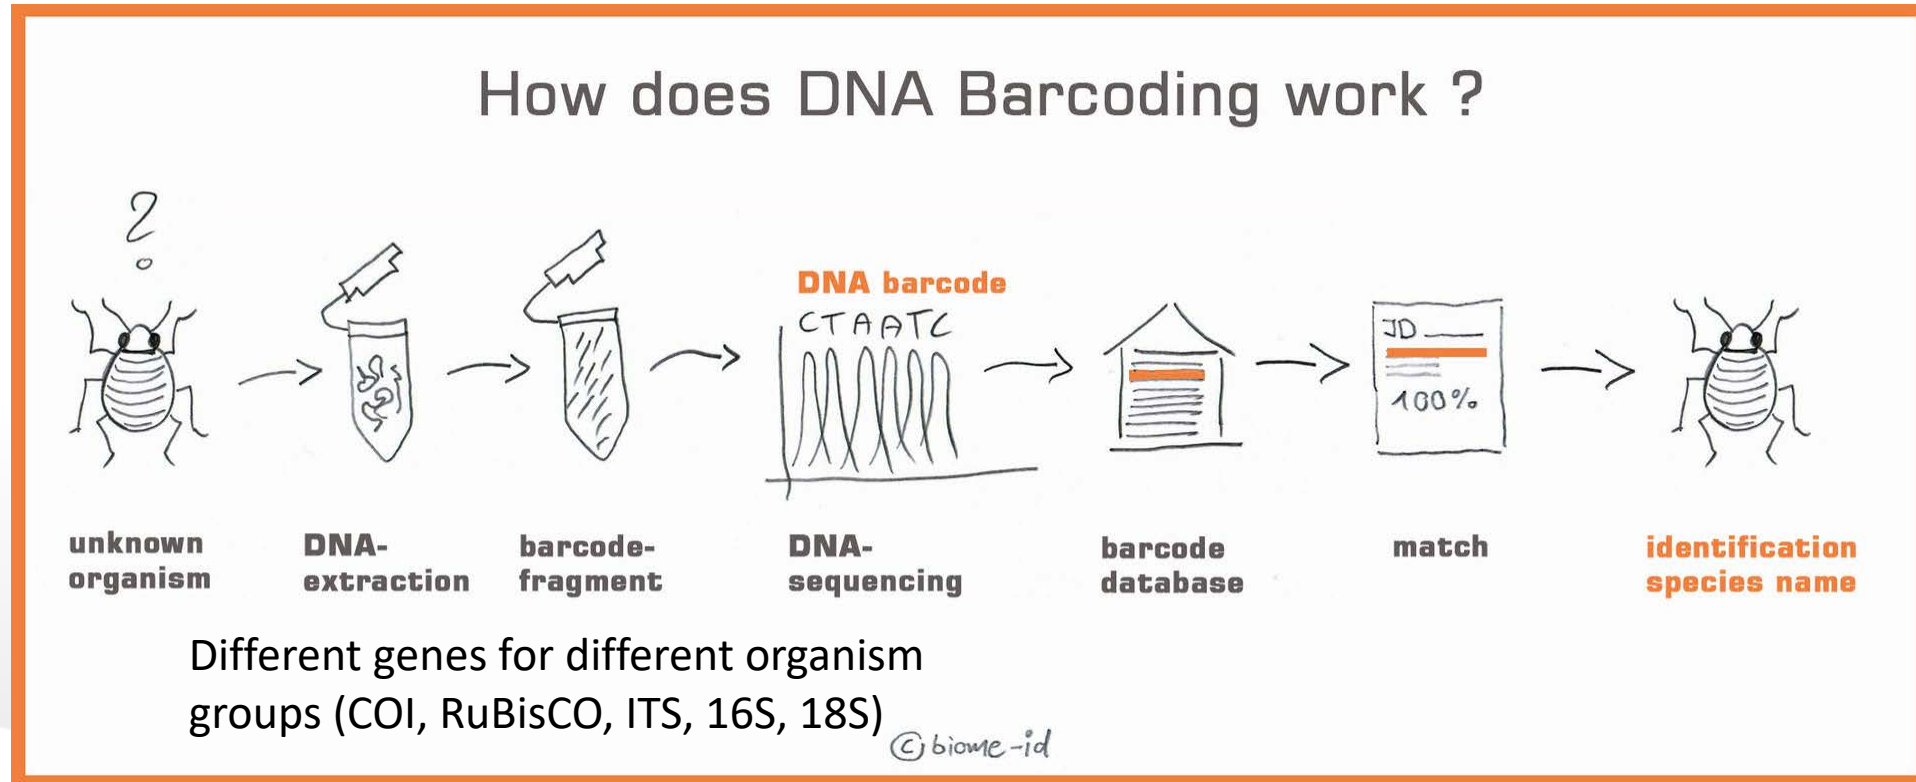 How does DNA Barcoding work ?
?
DNA barcode
CTAATC
ID
100%
unknown
organism
DNA-
extraction
barcode-
fragment
DNA-
sequencing
barcode
database
match
identification
species name
Different genes for different organism
groups (COI, RuBisCO, ITS, 16S, 18S)
© biome-id